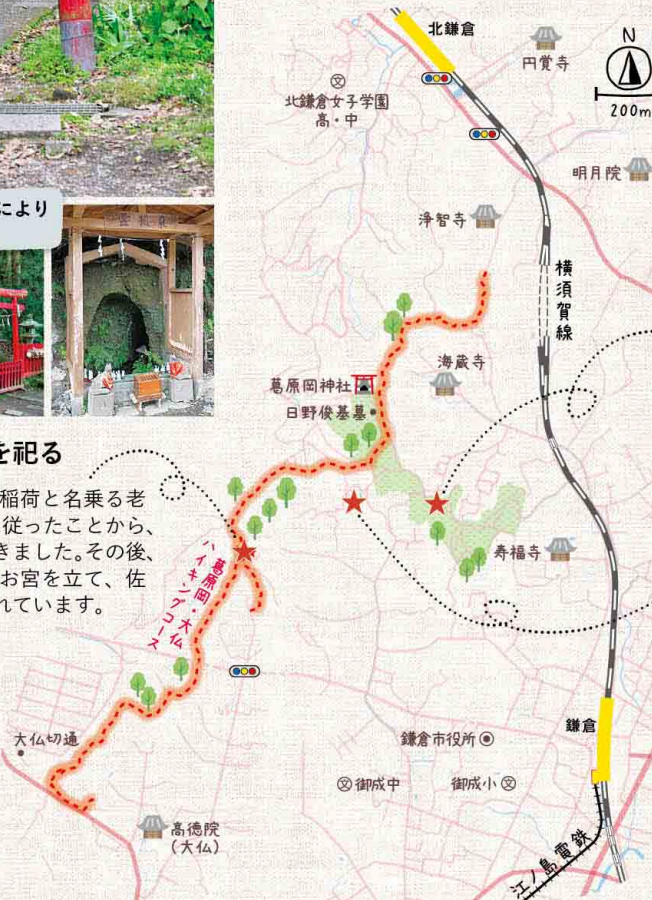 により
霊狐泉
を祀る
稲荷と名乗る老
従ったことから、
きました。その後、
お宮を立て、佐
れています。
北鎌倉
円覚寺
N
200m
北鎌倉女子学園
高・中
明月院
浄智寺
横須賀線
海蔵寺
葛原岡神社
日野俊基墓
寿福寺
葛原岡・大仏
ハイキングコース
大仏切通
鎌倉
鎌倉市役所
文御成中
御成小文
高徳院
(大仏)
江ノ島電鉄